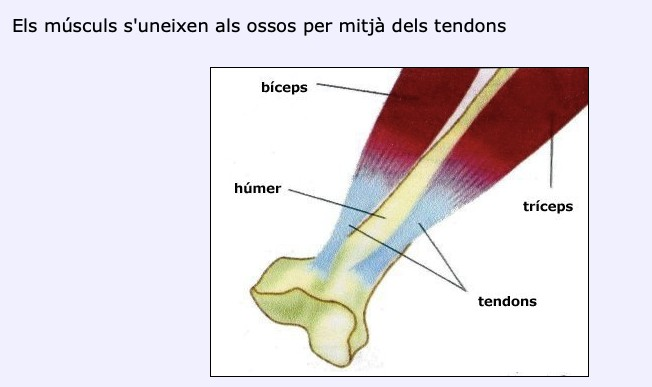 Els músculs s'uneixen als ossos per mitjà dels tendons
bíceps
húmer
tríceps
tendons